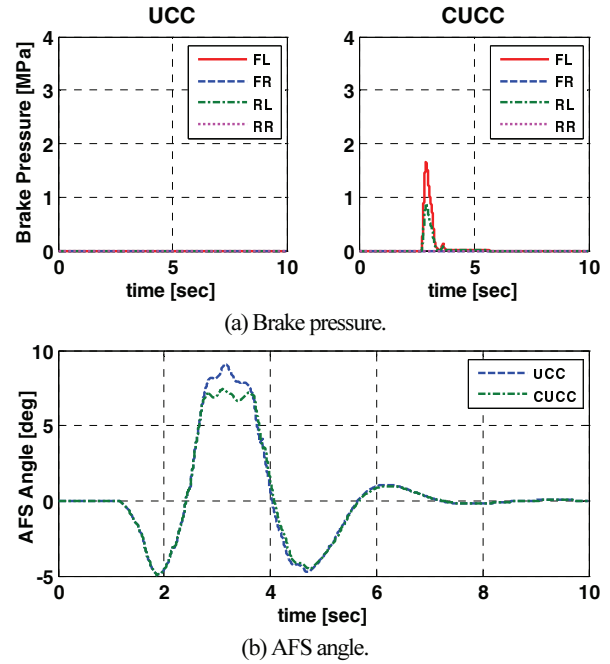 UCC
CUCC
Brake Pressure [MPa]
4
3
2
1
0
FL
FR
RL
RR
0 5 10
time [sec]
4
3
2
1
0
FL
FR
RL
RR
0 5 10
time [sec]
(a) Brake pressure.
AFS Angle [deg]
10
5
0
-5
UCC
CUCC
0 2 4 6 8 10
time [sec]
(b) AFS angle.